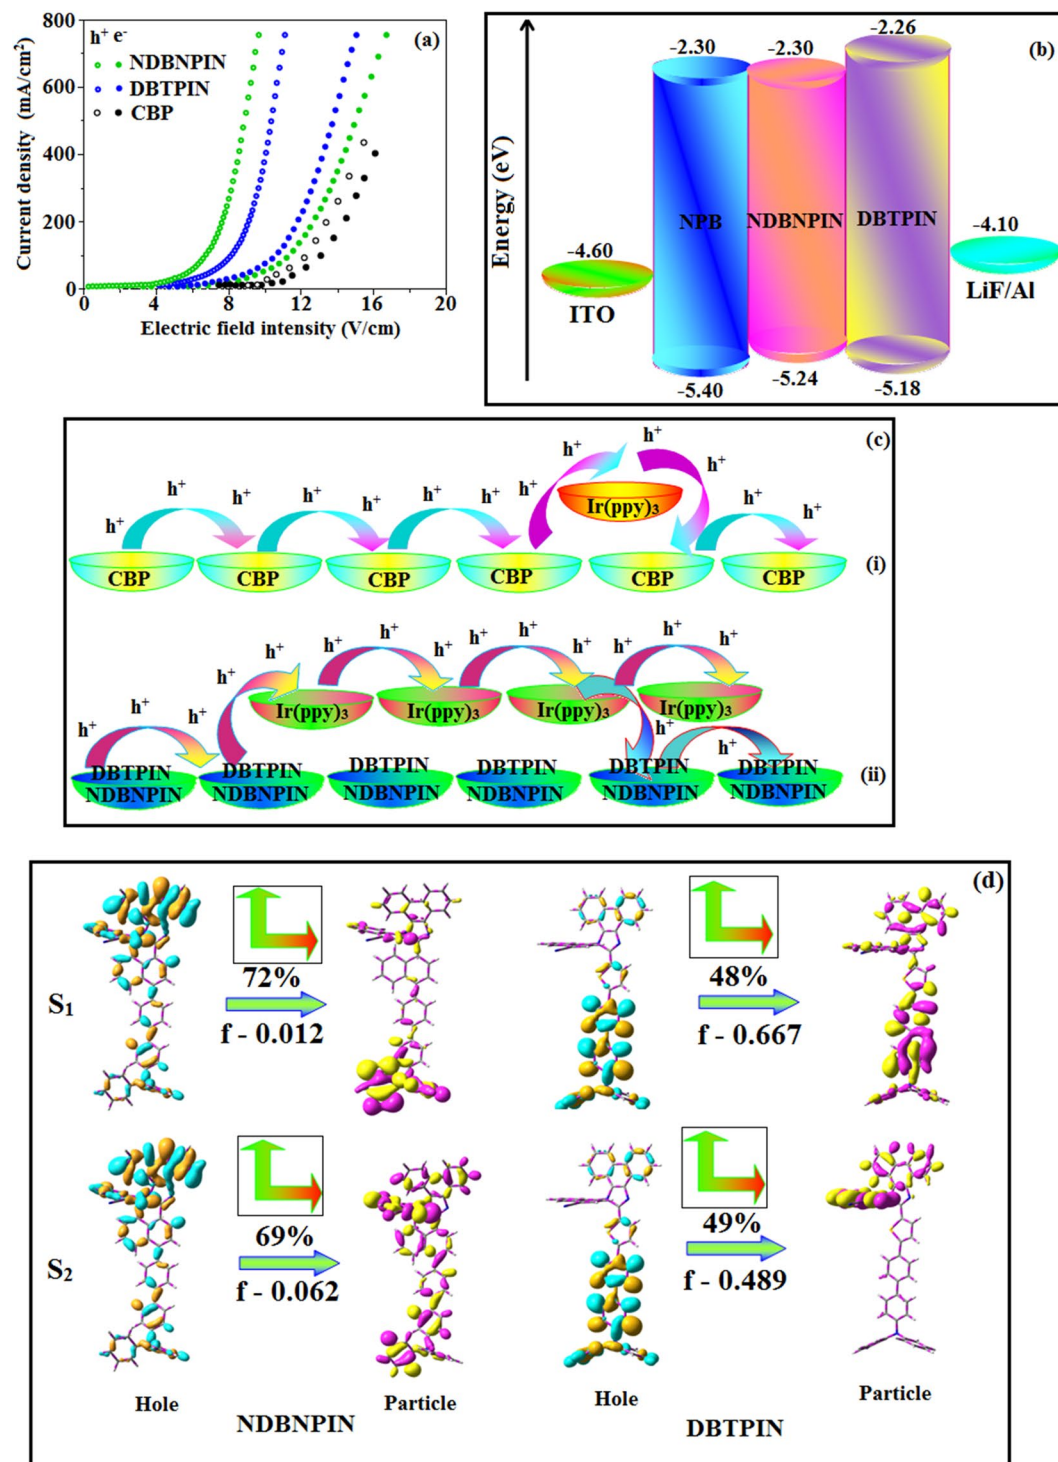 (a)
h⁺ e⁻
NDBNPIN
DBTPIN
CBP
Current density (mA/cm²)
800
600
400
200
0
0 4 8 12 16 20
Electric field intensity (V/cm)
(b)
Energy (eV)
-2.30 -2.30 -2.26
NPB NDBNPIN DBTPIN
-4.60
ITO
-4.10
LiF/Al
-5.40 -5.24 -5.18
(c)
h⁺ h⁺ h⁺ h⁺ h⁺ h⁺ h⁺ h⁺ h⁺ h⁺ h⁺ h⁺ h⁺
Ir(ppy)₃
CBP CBP CBP CBP CBP CBP
(i)
h⁺ h⁺ h⁺ h⁺ h⁺ h⁺ h⁺ h⁺ h⁺ h⁺ h⁺ h⁺ h⁺ h⁺ h⁺ h⁺ h⁺
Ir(ppy)₃ Ir(ppy)₃ Ir(ppy)₃ Ir(ppy)₃
DBTPIN DBTPIN DBTPIN DBTPIN DBTPIN DBTPIN
NDBNPIN NDBNPIN NDBNPIN NDBNPIN NDBNPIN NDBNPIN
(ii)
(d)
S₁
72%
f - 0.012
48%
f - 0.667
S₂
69%
f - 0.062
49%
f - 0.489
Hole Particle Hole Particle
NDBNPIN DBTPIN